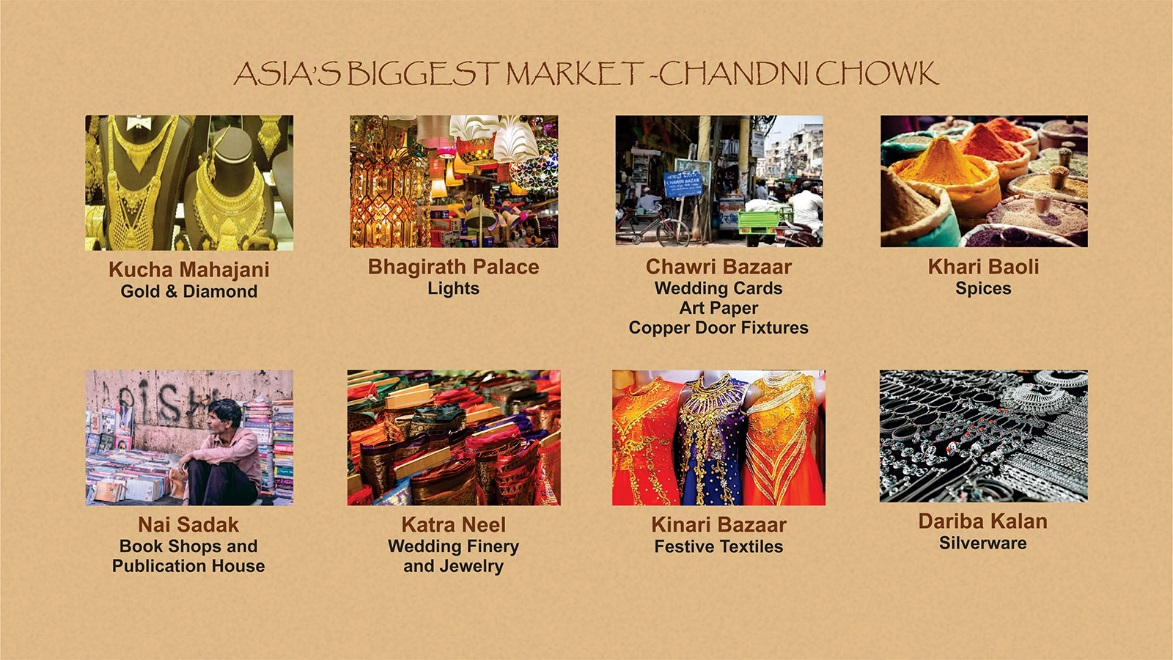 ASIA'S BIGGEST MARKET -CHANDNI CHOWK
CHAWRI BAZAR
Kucha Mahajani
Gold & Diamond
Bhagirath Palace
Lights
Chawri Bazaar
Wedding Cards
Art Paper
Copper Door Fixtures
Khari Baoli
Spices
Nai Sadak
Book Shops and
Publication House
Katra Neel
Wedding Finery
and Jewelry
Kinari Bazaar
Festive Textiles
Dariba Kalan
Silverware